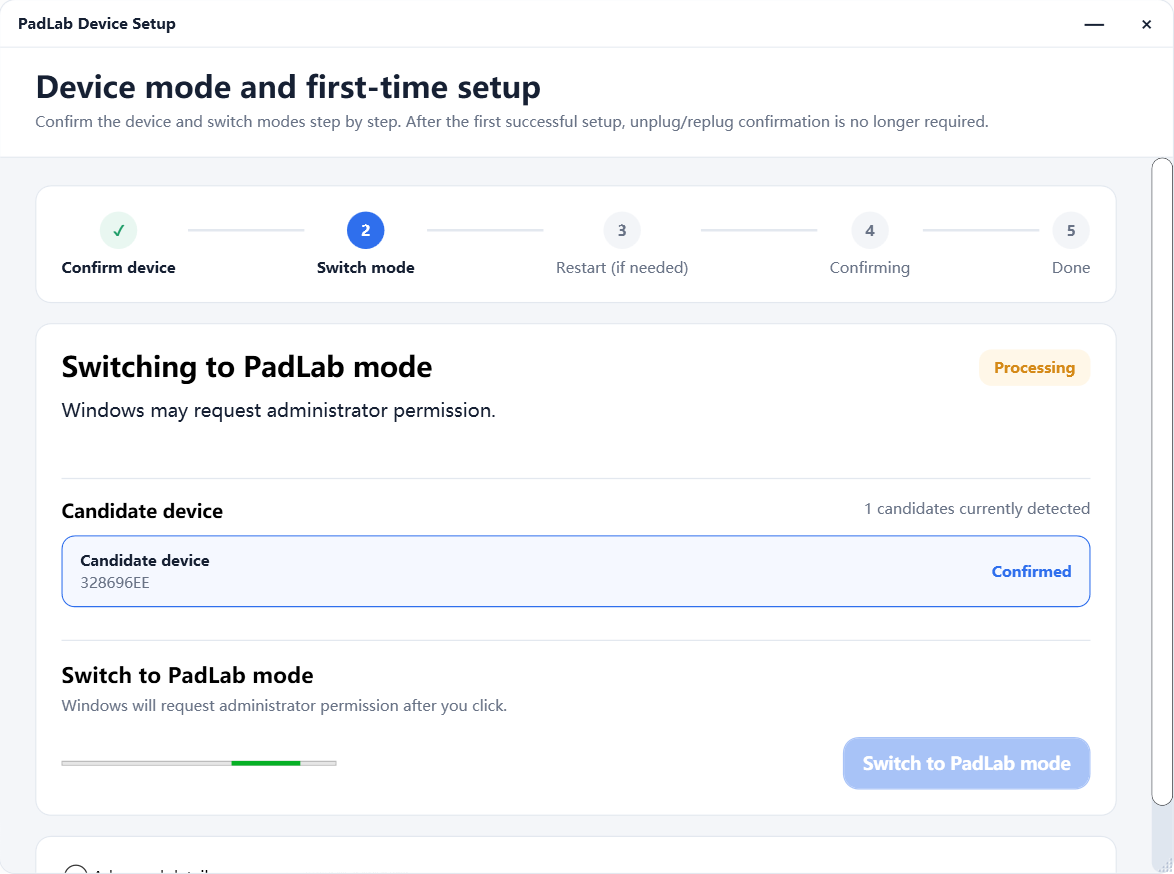 PadLab Device Setup
Device mode and first-time setup
Confirm the device and switch modes step by step. After the first successful setup, unplug/replug confirmation is no longer required.
✓ 2 3 4 5
Confirm device Switch mode Restart (if needed) Confirming Done
Switching to PadLab mode
Processing
Windows may request administrator permission.
Candidate device
1 candidates currently detected
Candidate device
328696EE
Confirmed
Switch to PadLab mode
Windows will request administrator permission after you click.
Switch to PadLab mode